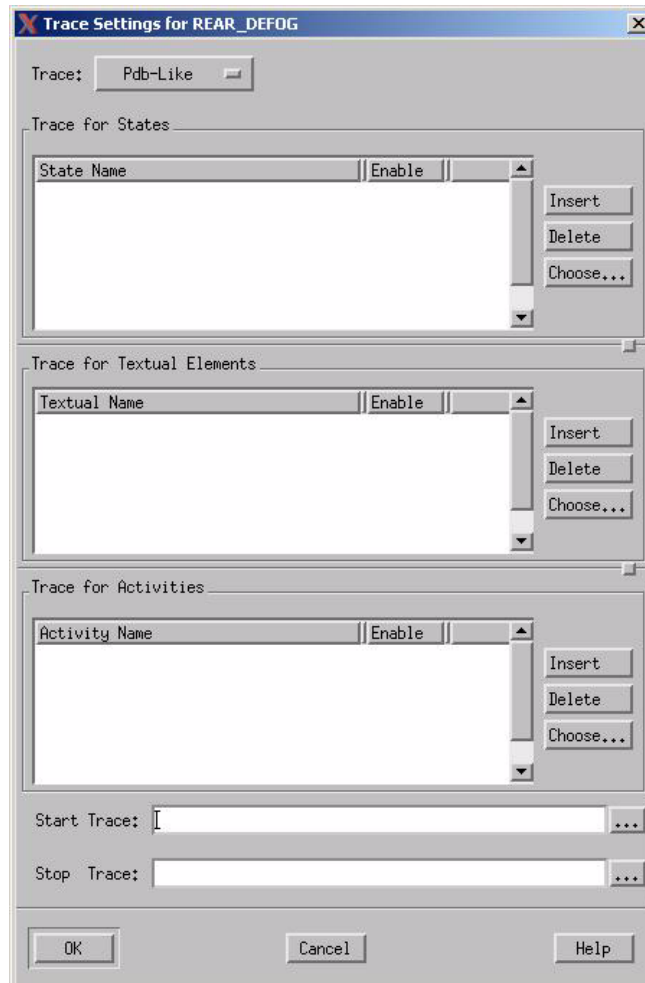 Trace Settings for REAR_DEFOG
Trace: Pdb-Like
Trace for States
State Name Enable
Insert
Delete
Choose...
Trace for Textual Elements
Textual Name Enable
Insert
Delete
Choose...
Trace for Activities
Activity Name Enable
Insert
Delete
Choose...
Start Trace: ...
Stop Trace: ...
OK Cancel Help